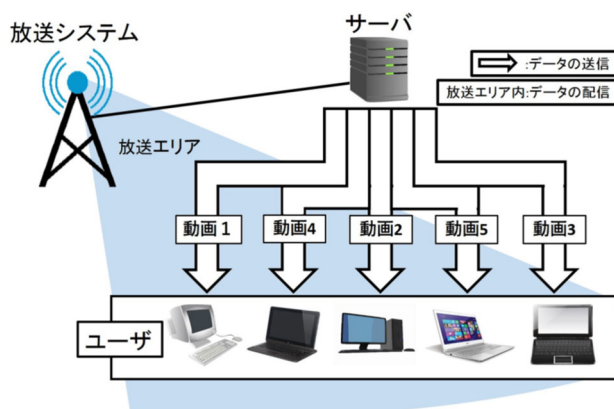 放送システム
サーバ
:データの送信
放送エリア内:データの配信
放送エリア
動画1
動画4
動画2
動画5
動画3
ユーザ